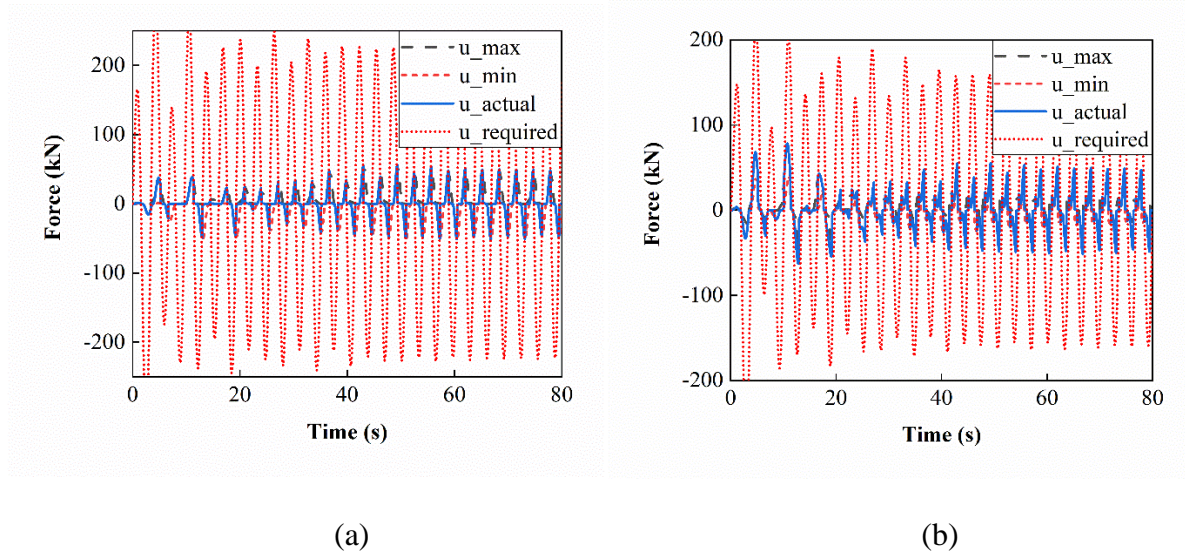 200
100
0
-100
-200
0
20
40
60
80
Force (kN)
Time (s)
u_max
u_min
u_actual
u_required
200
100
0
-100
-200
0
20
40
60
80
Force (kN)
Time (s)
u_max
u_min
u_actual
u_required
(a)
(b)